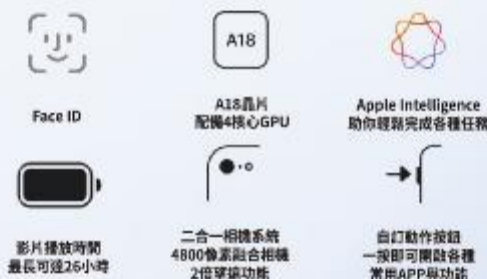 Face ID
A18
A18晶片
配備4核心GPU
Apple Intelligence
助你輕鬆完成各種任務
影片播放時間
最長可達26小時
二合一相機系統
4800像素融合相機
2倍望遠功能
自訂動作按鈕
一按即可開啟各種
常用APP與功能